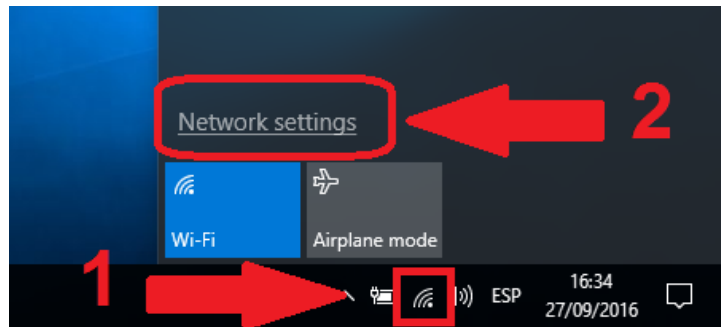 Network settings
2
Wi-Fi
Airplane mode
1
ESP
16:34
27/09/2016